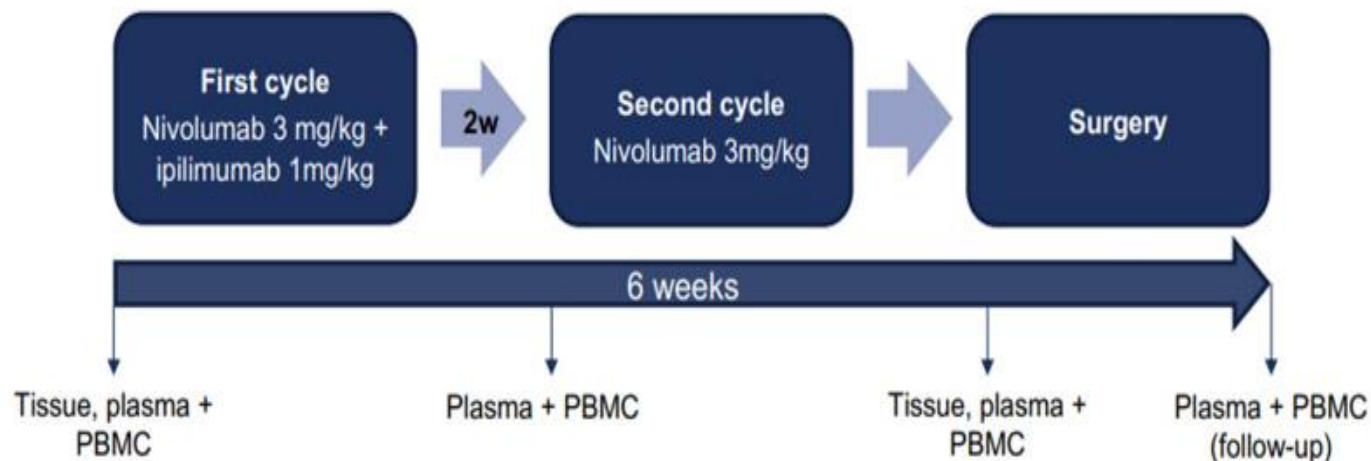 First cycle
Nivolumab 3 mg/kg +
ipilimumab 1mg/kg
2w
Second cycle
Nivolumab 3mg/kg
Surgery
6 weeks
Tissue, plasma +
PBMC
Plasma + PBMC
Tissue, plasma +
PBMC
Plasma + PBMC
(follow-up)